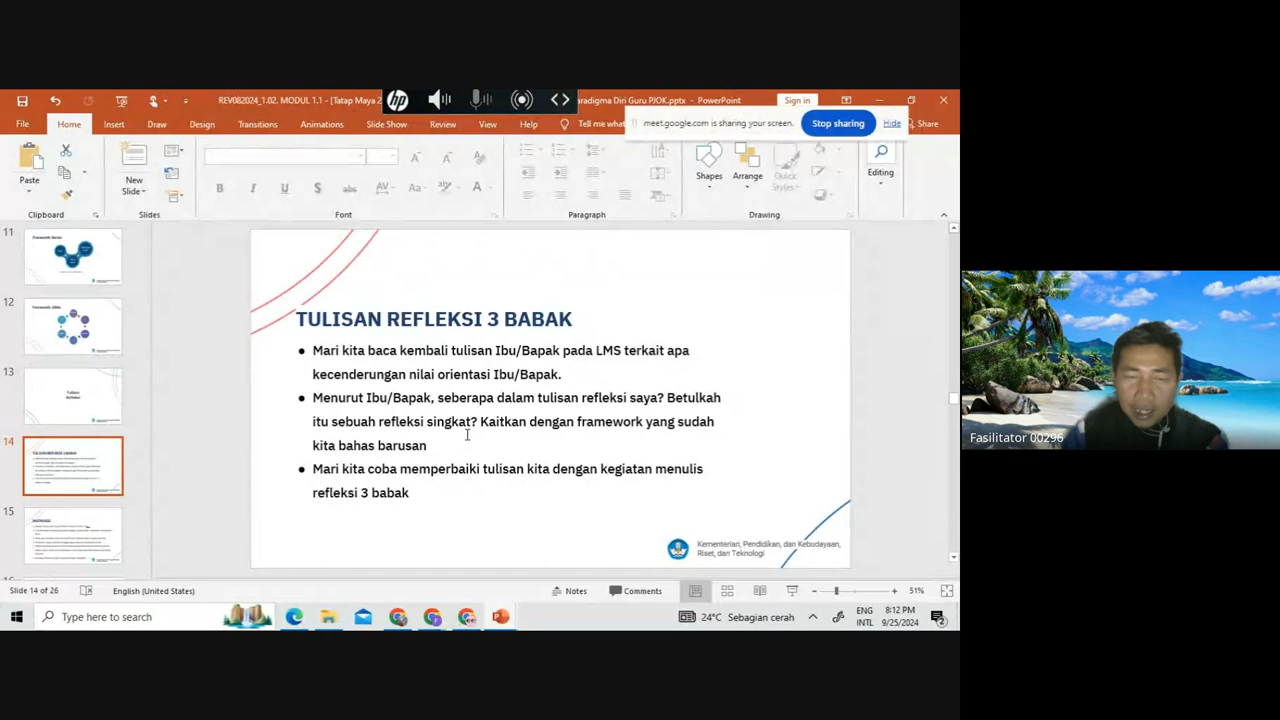 REV082024_1.02. MODUL 1.1 - [Tatap Maya 2
aradigma Diri Guru PJOK.pptx - PowerPoint
Sign in
hp
File
Home
Insert
Draw
Design
Transitions
Animations
Slide Show
Review
View
Help
Tell me what
meet.google.com is sharing your screen.
Stop sharing
Hide
Share
Paste
New
Slide
Shapes
Arrange
Quick
Styles
Editing
Clipboard
Slides
Font
Paragraph
Drawing
11
12
13
14
15
TULISAN REFLEKSI 3 BABAK
● Mari kita baca kembali tulisan Ibu/Bapak pada LMS terkait apa
kecenderungan nilai orientasi Ibu/Bapak.
● Menurut Ibu/Bapak, seberapa dalam tulisan refleksi saya? Betulkah
itu sebuah refleksi singkat? Kaitkan dengan framework yang sudah
kita bahas barusan
● Mari kita coba memperbaiki tulisan kita dengan kegiatan menulis
refleksi 3 babak
Kementerian, Pendidikan, dan Kebudayaan,
Riset, dan Teknologi
Fasilitator 00296
Slide 14 of 26
English (United States)
Notes
Comments
51%
Type here to search
24°C Sebagian cerah
ENG
INTL
8:12 PM
9/25/2024
2